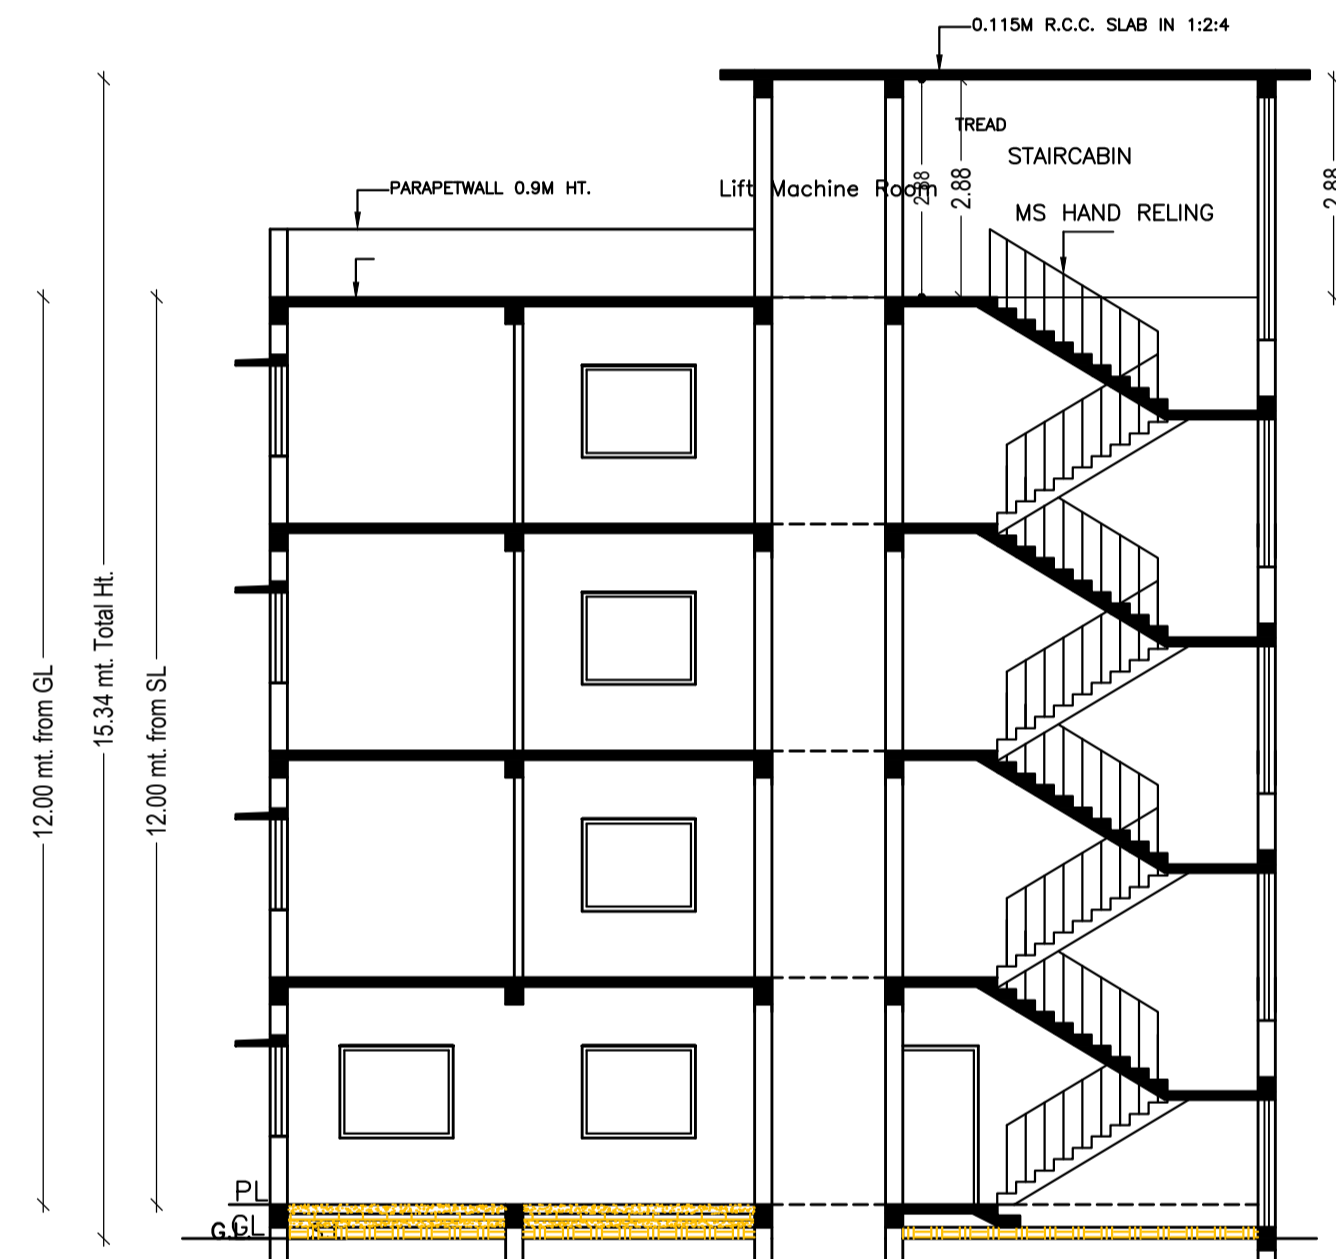 0.115M R.C.C. SLAB IN 1:2:4
TREAD
STAIRCABIN
PARAPETWALL 0.9M HT.
Lift Machine Room
2.88
2.88
2.88
MS HAND RELING
12.00 mt. from GL
15.34 mt. Total Ht.
12.00 mt. from SL
PL
GL